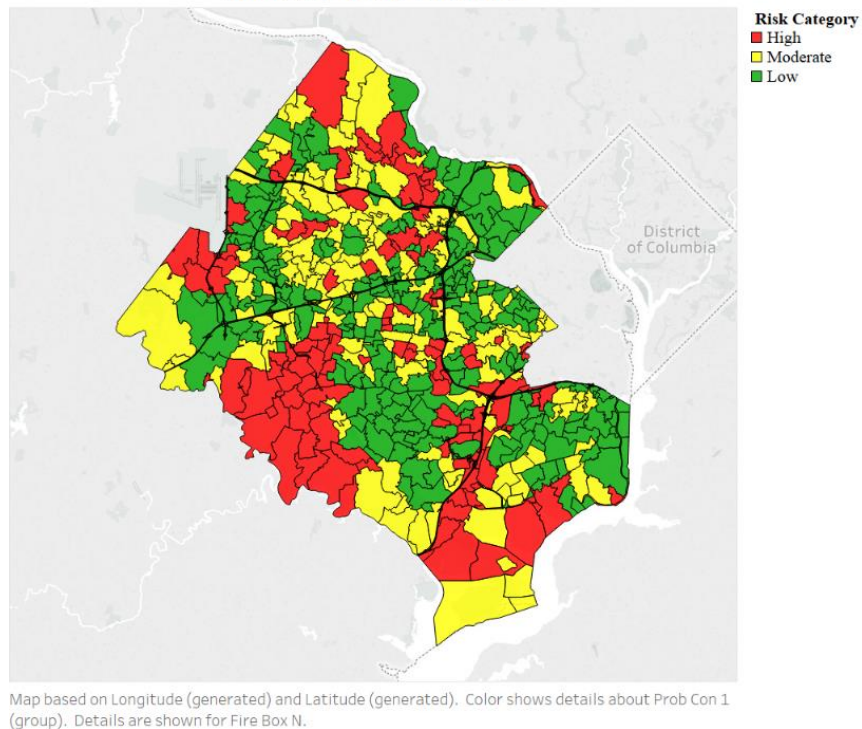 Risk Category
High
Moderate
Low
District
of Columbia
Map based on Longitude (generated) and Latitude (generated). Color shows details about Prob Con 1
(group). Details are shown for Fire Box N.